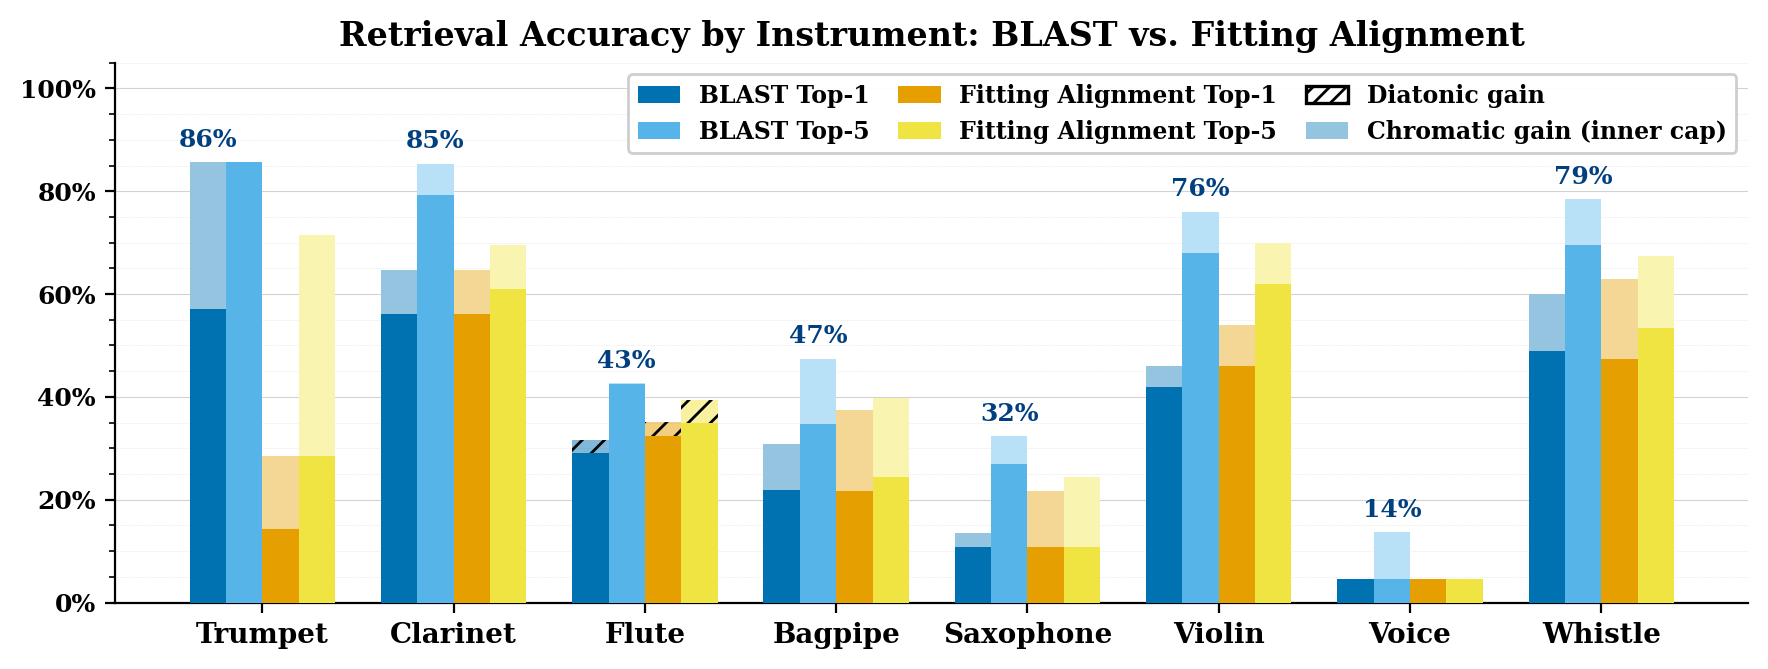 Retrieval Accuracy by Instrument: BLAST vs. Fitting Alignment
100%
80%
60%
40%
20%
0%
BLAST Top-1
BLAST Top-5
Fitting Alignment Top-1
Fitting Alignment Top-5
Diatonic gain
Chromatic gain (inner cap)
86%
85%
43%
47%
32%
76%
14%
79%
Trumpet
Clarinet
Flute
Bagpipe
Saxophone
Violin
Voice
Whistle